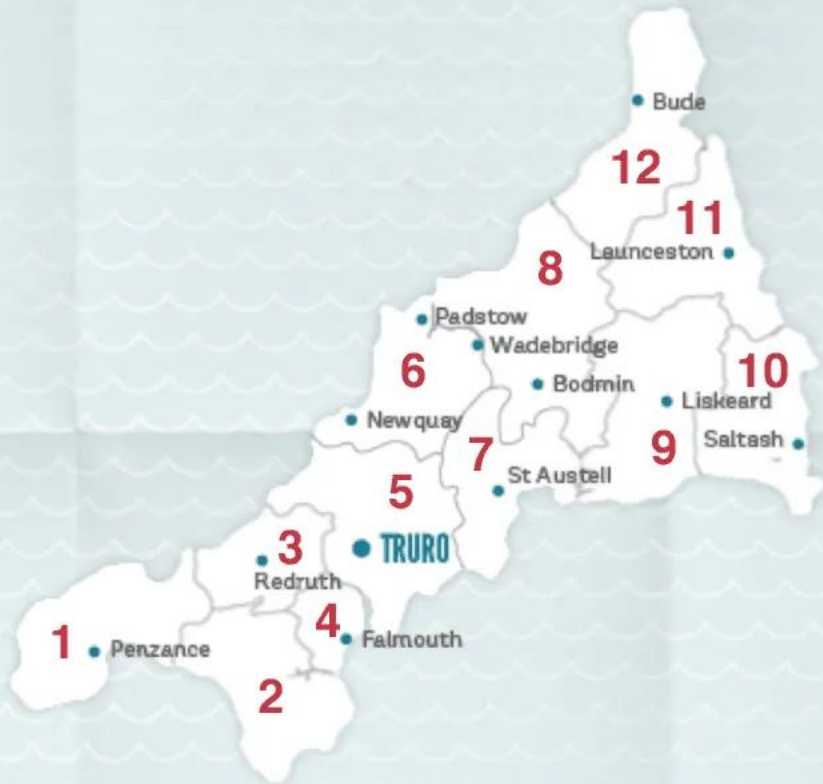 Bude
12
11
Launceston
8
Padstow
Wadebridge
6
10
Bodmin
Liskeard
Newquay
Saltash
7
9
St Austell
5
3
TRURO
Redruth
4
Falmouth
1
Penzance
2